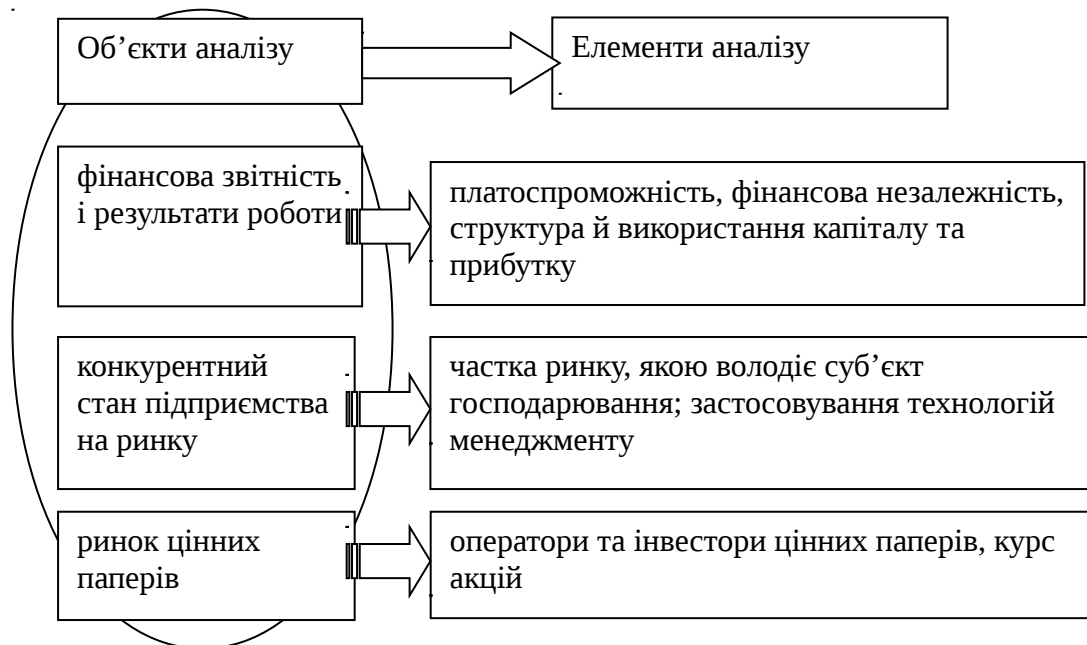 Об’єкти аналізу
Елементи аналізу
фінансова звітність
і результати роботи
платоспроможність, фінансова незалежність,
структура й використання капіталу та
прибутку
конкурентний
стан підприємства
на ринку
частка ринку, якою володіє суб’єкт
господарювання; застосовування технологій
менеджменту
ринок цінних
паперів
оператори та інвестори цінних паперів, курс
акцій